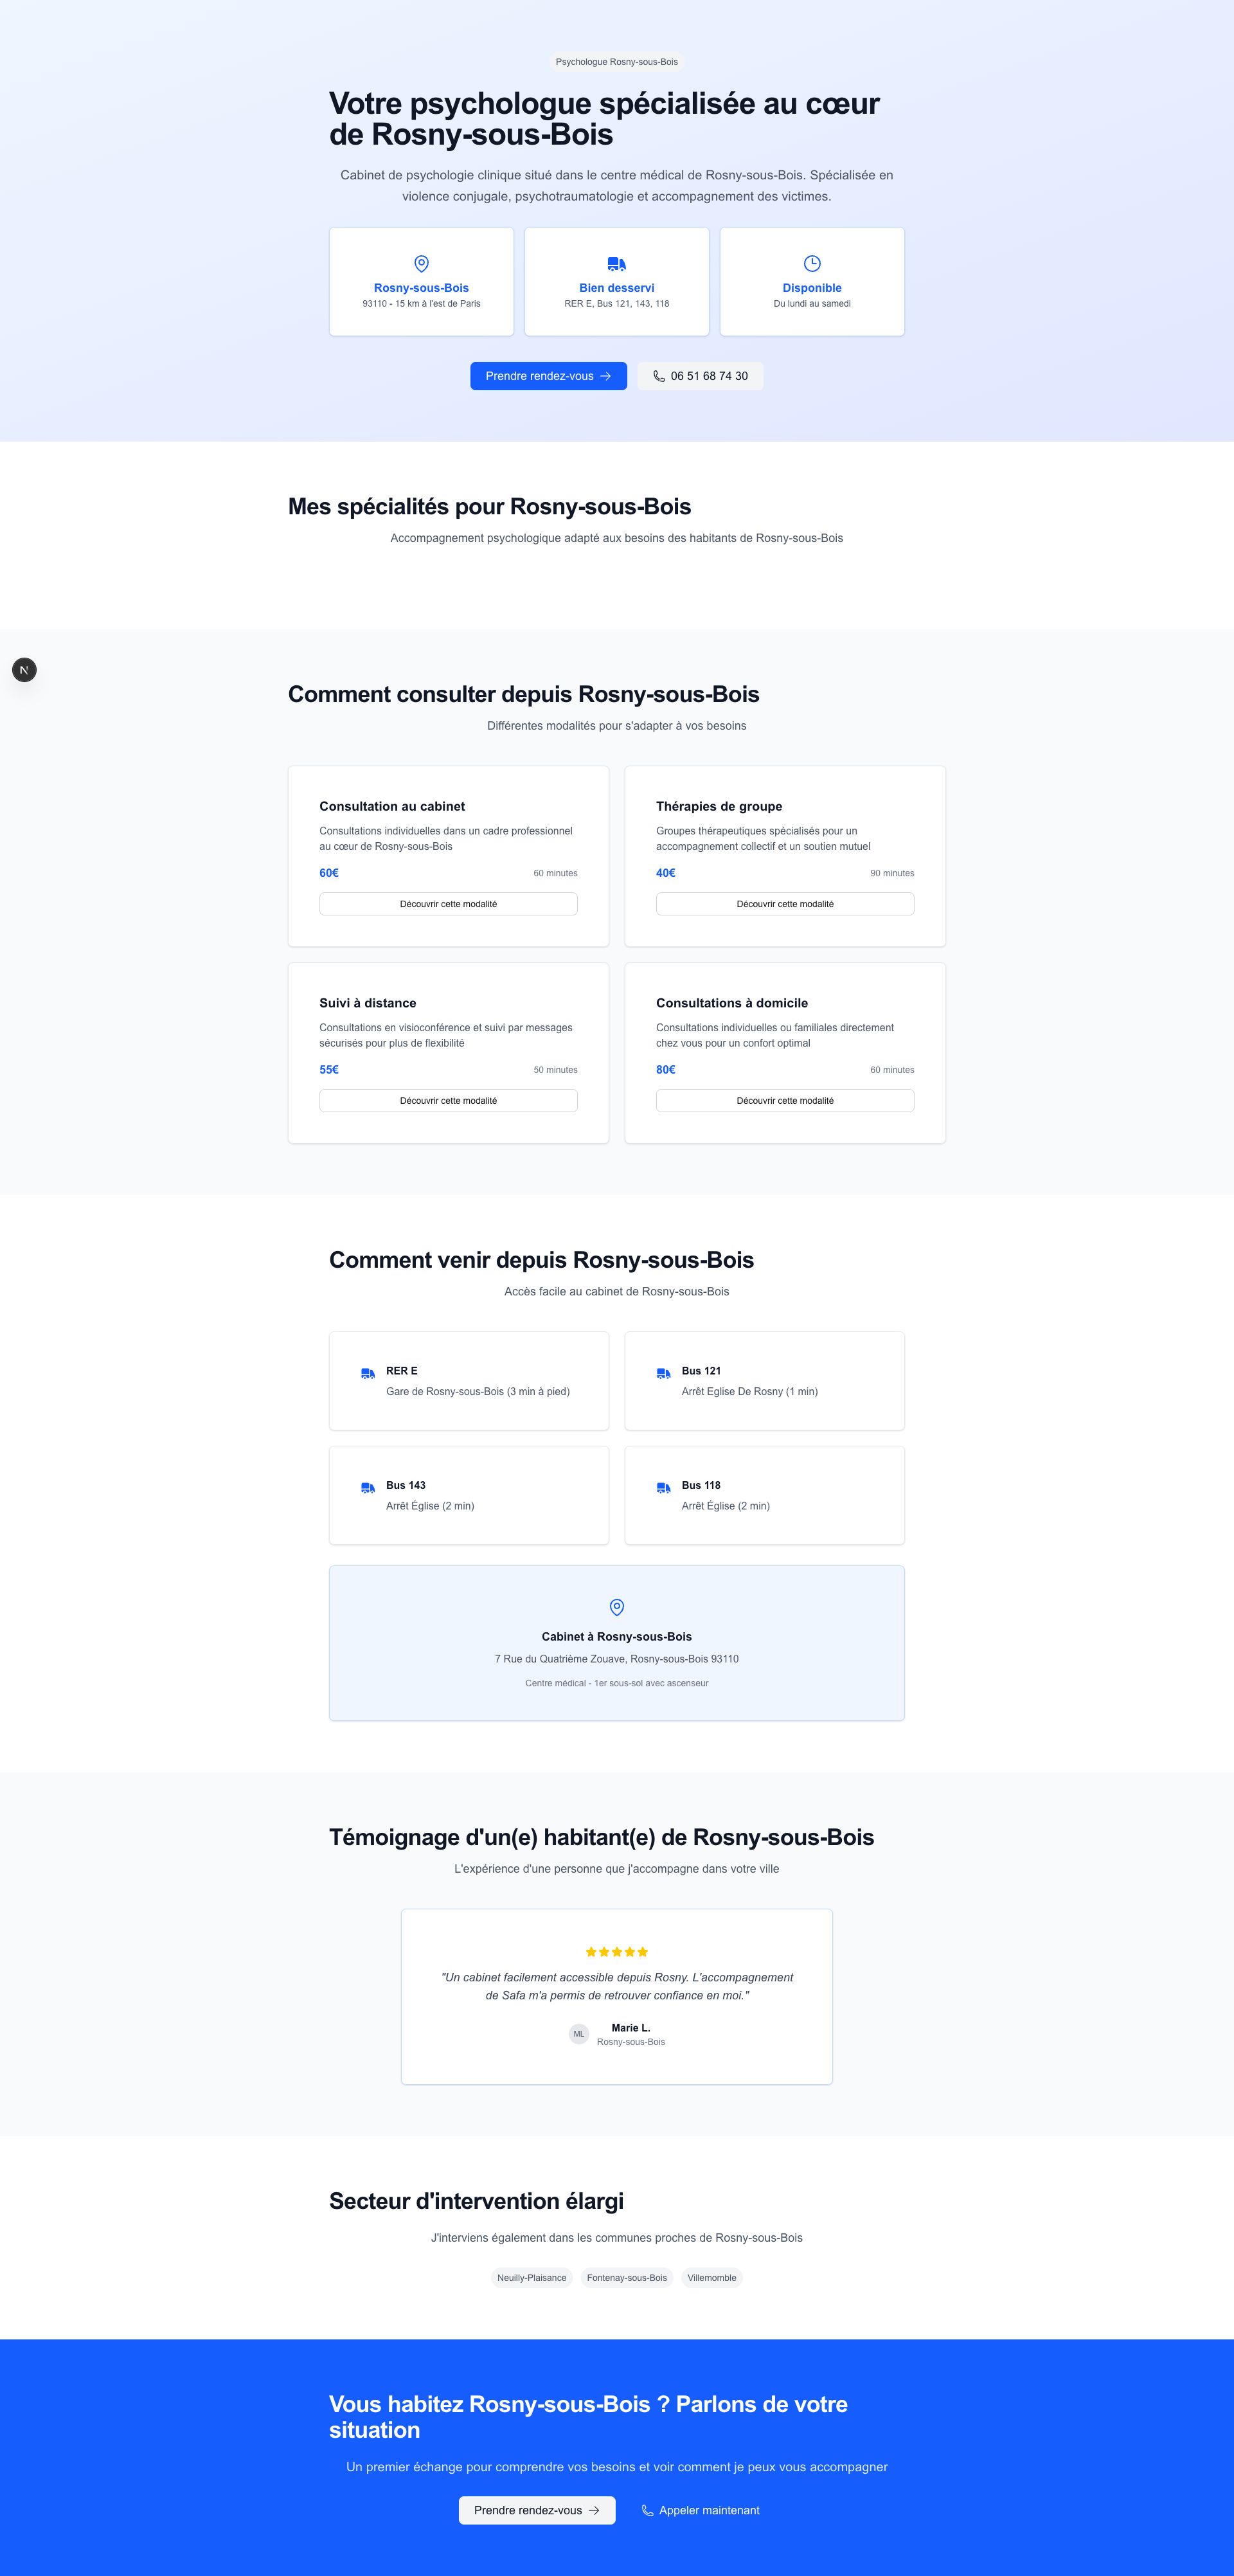 Psychologue Rosny-sous-Bois
Votre psychologue spécialisée au cœur
de Rosny-sous-Bois
Cabinet de psychologie clinique situé dans le centre médical de Rosny-sous-Bois. Spécialisée en
violence conjugale, psychotraumatologie et accompagnement des victimes.
Rosny-sous-Bois
93110 - 15 km à l'est de Paris
Bien desservi
RER E, Bus 121, 143, 118
Disponible
Du lundi au samedi
Prendre rendez-vous
06 51 68 74 30
Mes spécialités pour Rosny-sous-Bois
Accompagnement psychologique adapté aux besoins des habitants de Rosny-sous-Bois
N
Comment consulter depuis Rosny-sous-Bois
Différentes modalités pour s'adapter à vos besoins
Consultation au cabinet
Consultations individuelles dans un cadre professionnel
au cœur de Rosny-sous-Bois
60€ 60 minutes
Découvrir cette modalité
Thérapies de groupe
Groupes thérapeutiques spécialisés pour un
accompagnement collectif et un soutien mutuel
40€ 90 minutes
Découvrir cette modalité
Suivi à distance
Consultations en visioconférence et suivi par messages
sécurisés pour plus de flexibilité
55€ 50 minutes
Découvrir cette modalité
Consultations à domicile
Consultations individuelles ou familiales directement
chez vous pour un confort optimal
80€ 60 minutes
Découvrir cette modalité
Comment venir depuis Rosny-sous-Bois
Accès facile au cabinet de Rosny-sous-Bois
RER E
Gare de Rosny-sous-Bois (3 min à pied)
Bus 121
Arrêt Eglise De Rosny (1 min)
Bus 143
Arrêt Église (2 min)
Bus 118
Arrêt Église (2 min)
Cabinet à Rosny-sous-Bois
7 Rue du Quatrième Zouave, Rosny-sous-Bois 93110
Centre médical - 1er sous-sol avec ascenseur
Témoignage d'un(e) habitant(e) de Rosny-sous-Bois
L'expérience d'une personne que j'accompagne dans votre ville
"Un cabinet facilement accessible depuis Rosny. L'accompagnement
de Safa m'a permis de retrouver confiance en moi."
ML
Marie L.
Rosny-sous-Bois
Secteur d'intervention élargi
J'interviens également dans les communes proches de Rosny-sous-Bois
Neuilly-Plaisance
Fontenay-sous-Bois
Villemomble
Vous habitez Rosny-sous-Bois ? Parlons de votre
situation
Un premier échange pour comprendre vos besoins et voir comment je peux vous accompagner
Prendre rendez-vous
Appeler maintenant